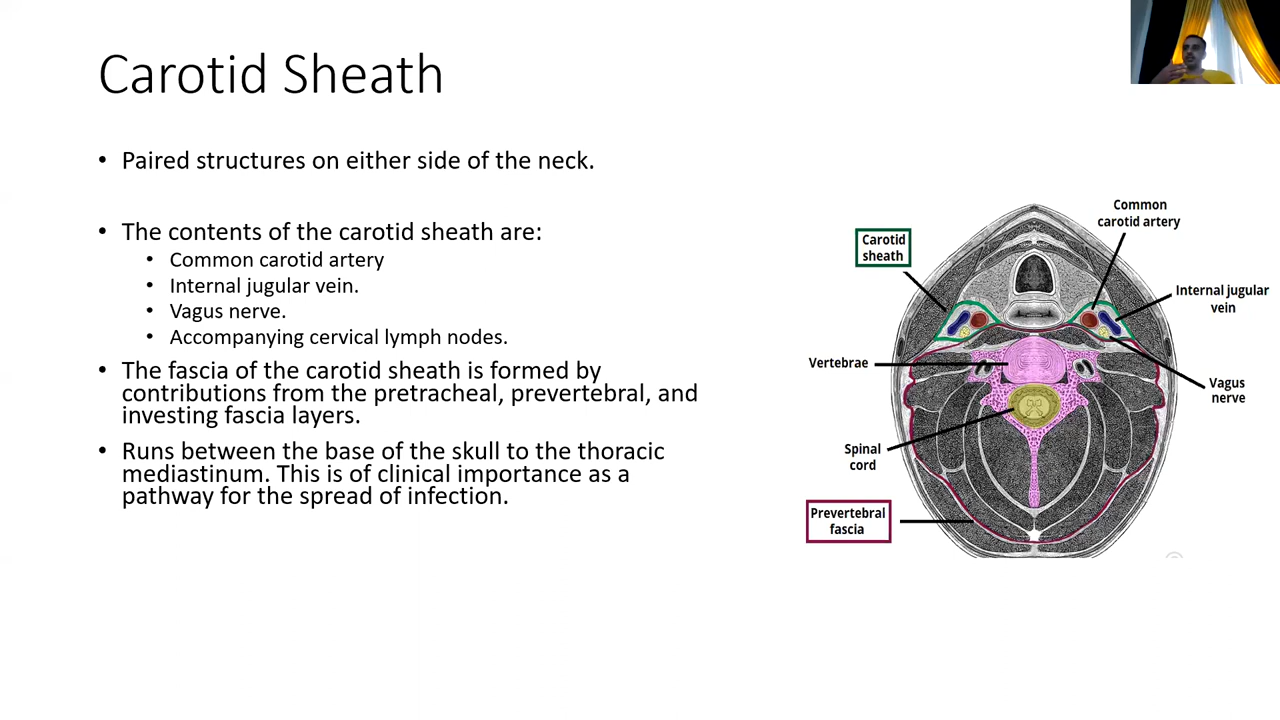 Carotid Sheath
• Paired structures on either side of the neck.
• The contents of the carotid sheath are:
• Common carotid artery
• Internal jugular vein.
• Vagus nerve.
• Accompanying cervical lymph nodes.
• The fascia of the carotid sheath is formed by
contributions from the pretracheal, prevertebral, and
investing fascia layers.
• Runs between the base of the skull to the thoracic
mediastinum. This is of clinical importance as a
pathway for the spread of infection.
Common
carotid artery
Carotid
sheath
Internal jugular
vein
Vertebrae
Vagus
nerve
Spinal
cord
Prevertebral
fascia